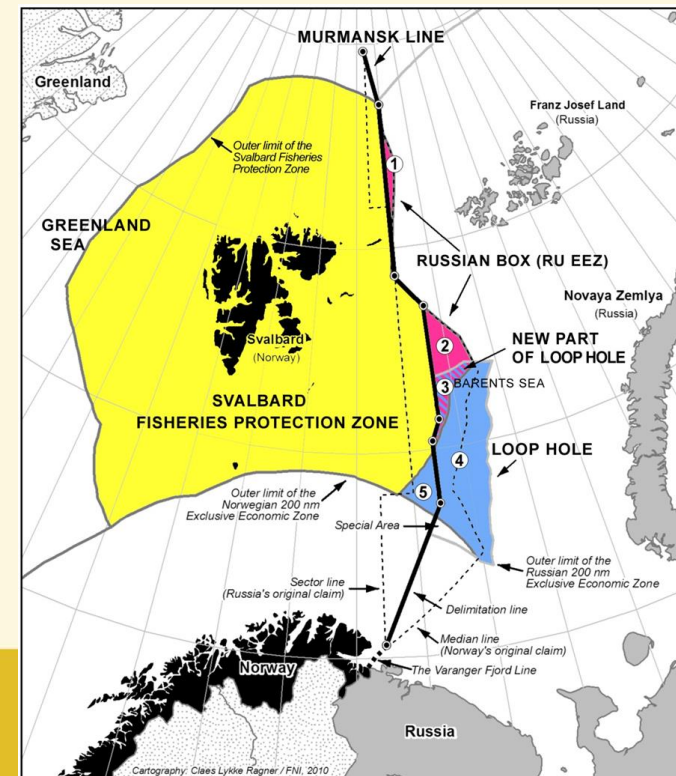 MURMANSK LINE
Greenland
Franz Josef Land
(Russia)
1
Outer limit of the
Svalbard Fisheries
Protection Zone
GREENLAND
SEA
RUSSIAN BOX (RU EEZ)
Novaya Zemlya
(Russia)
Svalbard
(Norway)
2
NEW PART
OF LOOP HOLE
3
BARENTS SEA
SVALBARD
FISHERIES PROTECTION ZONE
LOOP HOLE
4
5
Outer limit of the
Norwegian 200 nm
Exclusive Economic Zone
Special Area
Outer limit of the
Russian 200 nm
Exclusive Economic Zone
Sector line
(Russia's original claim)
Delimitation line
Median line
(Norway's original claim)
Norway
The Varanger Fjord Line
Russia
Cartography: Claes Lykke Ragner / FNI, 2010